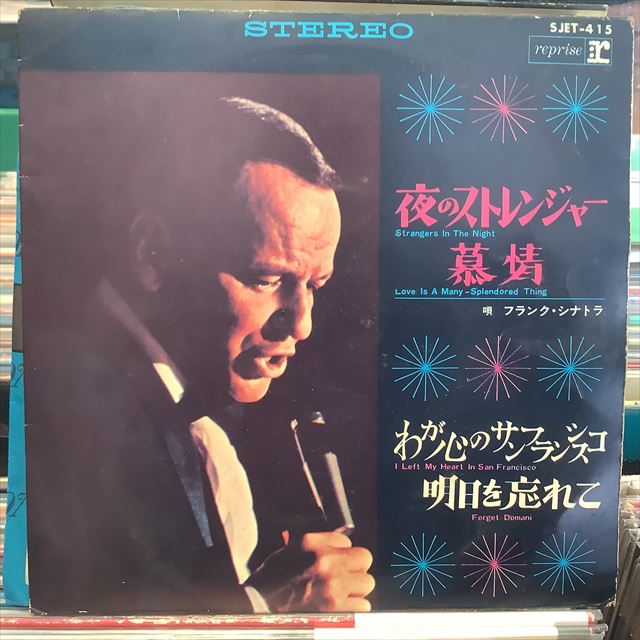 STEREO
SJET-415
reprise r
夜のストレンジャー
Strangers In The Night
慕情
Love Is A Many-Splendored Thing
唄 フランク・シナトラ
わが心のサンフランシスコ
I Left My Heart In San Francisco
明日を忘れて
Forget Domani